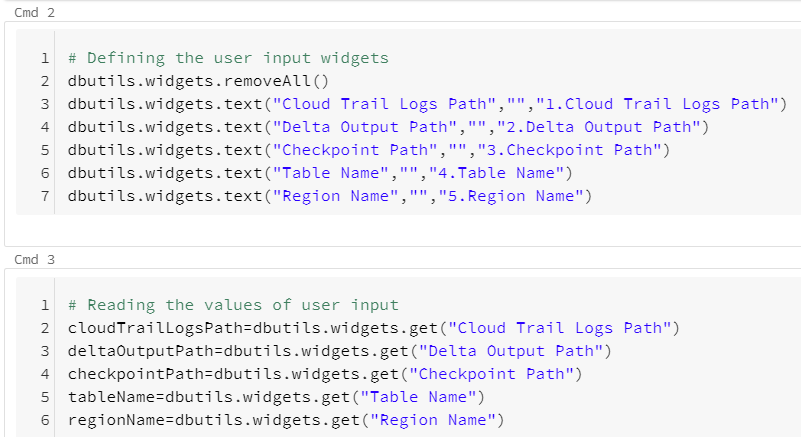 Cmd 2
1 # Defining the user input widgets
2 dbutils.widgets.removeAll()
3 dbutils.widgets.text("Cloud Trail Logs Path","","1.Cloud Trail Logs Path")
4 dbutils.widgets.text("Delta Output Path","","2.Delta Output Path")
5 dbutils.widgets.text("Checkpoint Path","","3.Checkpoint Path")
6 dbutils.widgets.text("Table Name","","4.Table Name")
7 dbutils.widgets.text("Region Name","","5.Region Name")
Cmd 3
1 # Reading the values of user input
2 cloudTrailLogsPath=dbutils.widgets.get("Cloud Trail Logs Path")
3 deltaOutputPath=dbutils.widgets.get("Delta Output Path")
4 checkpointPath=dbutils.widgets.get("Checkpoint Path")
5 tableName=dbutils.widgets.get("Table Name")
6 regionName=dbutils.widgets.get("Region Name")